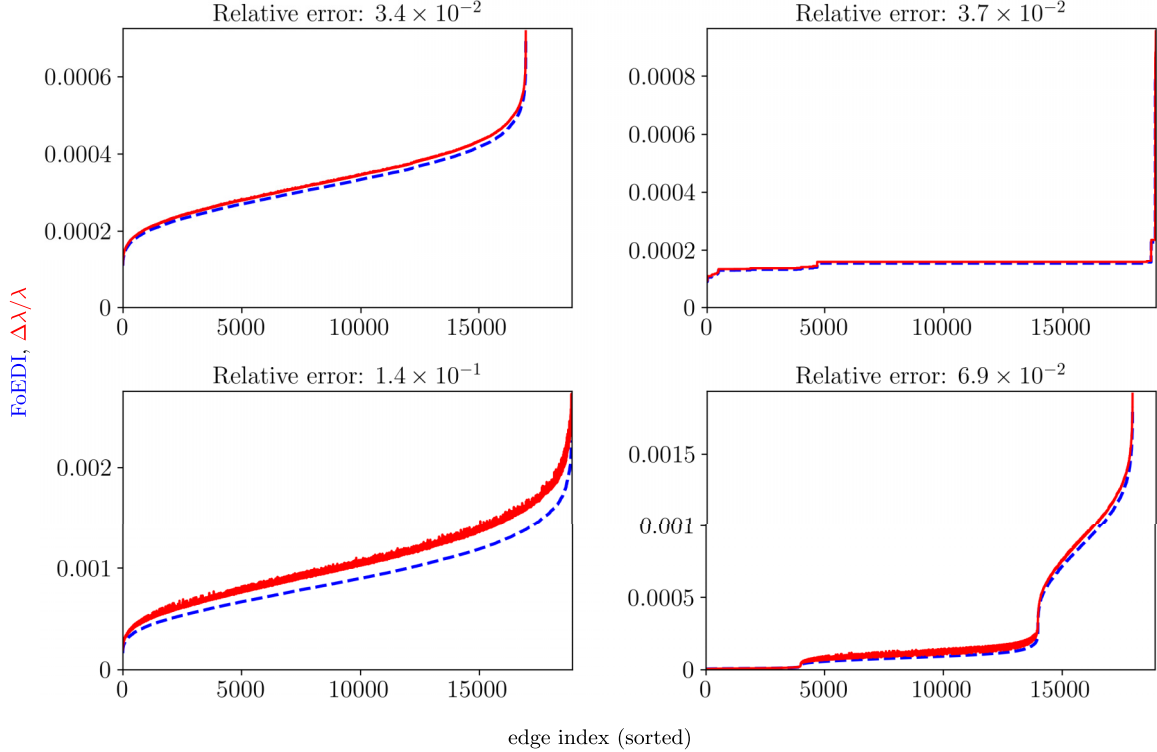 Relative error: 3.4 × 10⁻²
0.0006
0.0004
0.0002
0
0 5000 10000 15000
Relative error: 3.7 × 10⁻²
0.0008
0.0006
0.0004
0.0002
0
0 5000 10000 15000
FoEDI, Δλ/λ
Relative error: 1.4 × 10⁻¹
0.002
0.001
0
0 5000 10000 15000
Relative error: 6.9 × 10⁻²
0.0015
0.001
0.0005
0
0 5000 10000 15000
edge index (sorted)